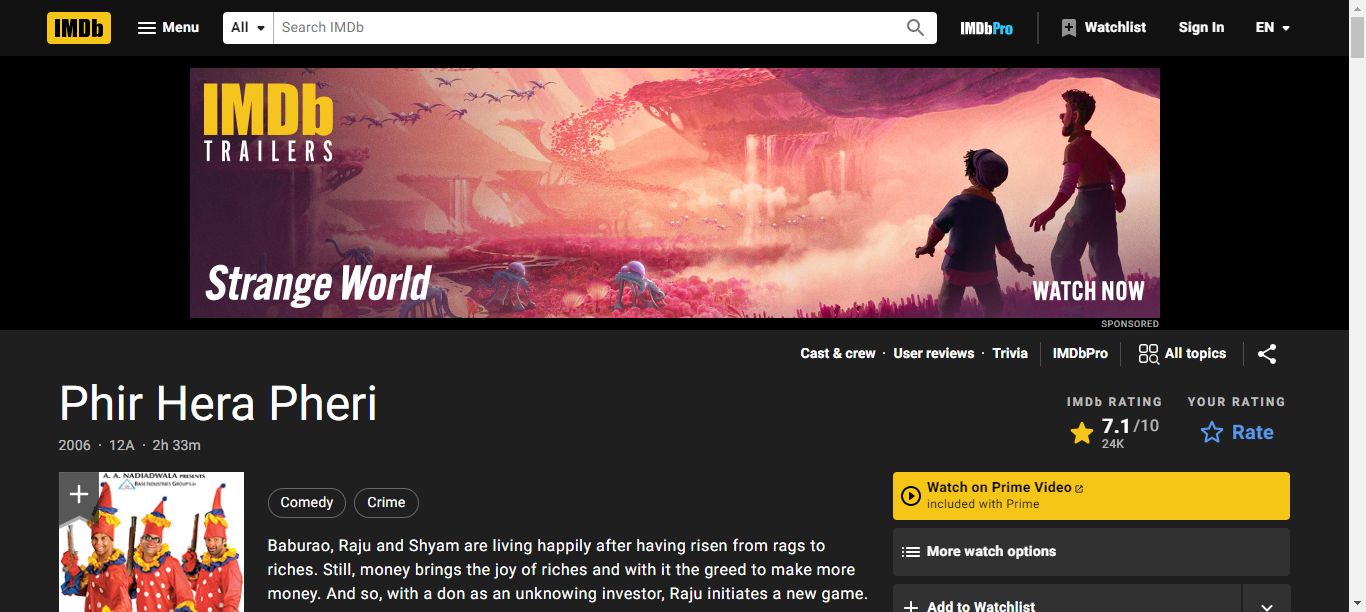 IMDb
Menu
All
Search IMDb
IMDbPro
Watchlist
Sign In
EN
IMDb
TRAILERS
Strange World
WATCH NOW
SPONSORED
Cast & crew · User reviews · Trivia
IMDbPro
All topics
Phir Hera Pheri
2006 · 12A · 2h 33m
IMDb RATING
7.1/10
24K
YOUR RATING
Rate
A. A. NADIADWALA PRESENTS
BASE INDUSTRIES GROUP'S
Comedy
Crime
Baburao, Raju and Shyam are living happily after having risen from rags to
riches. Still, money brings the joy of riches and with it the greed to make more
money. And so, with a don as an unknowing investor, Raju initiates a new game.
Watch on Prime Video
included with Prime
More watch options
Add to Watchlist